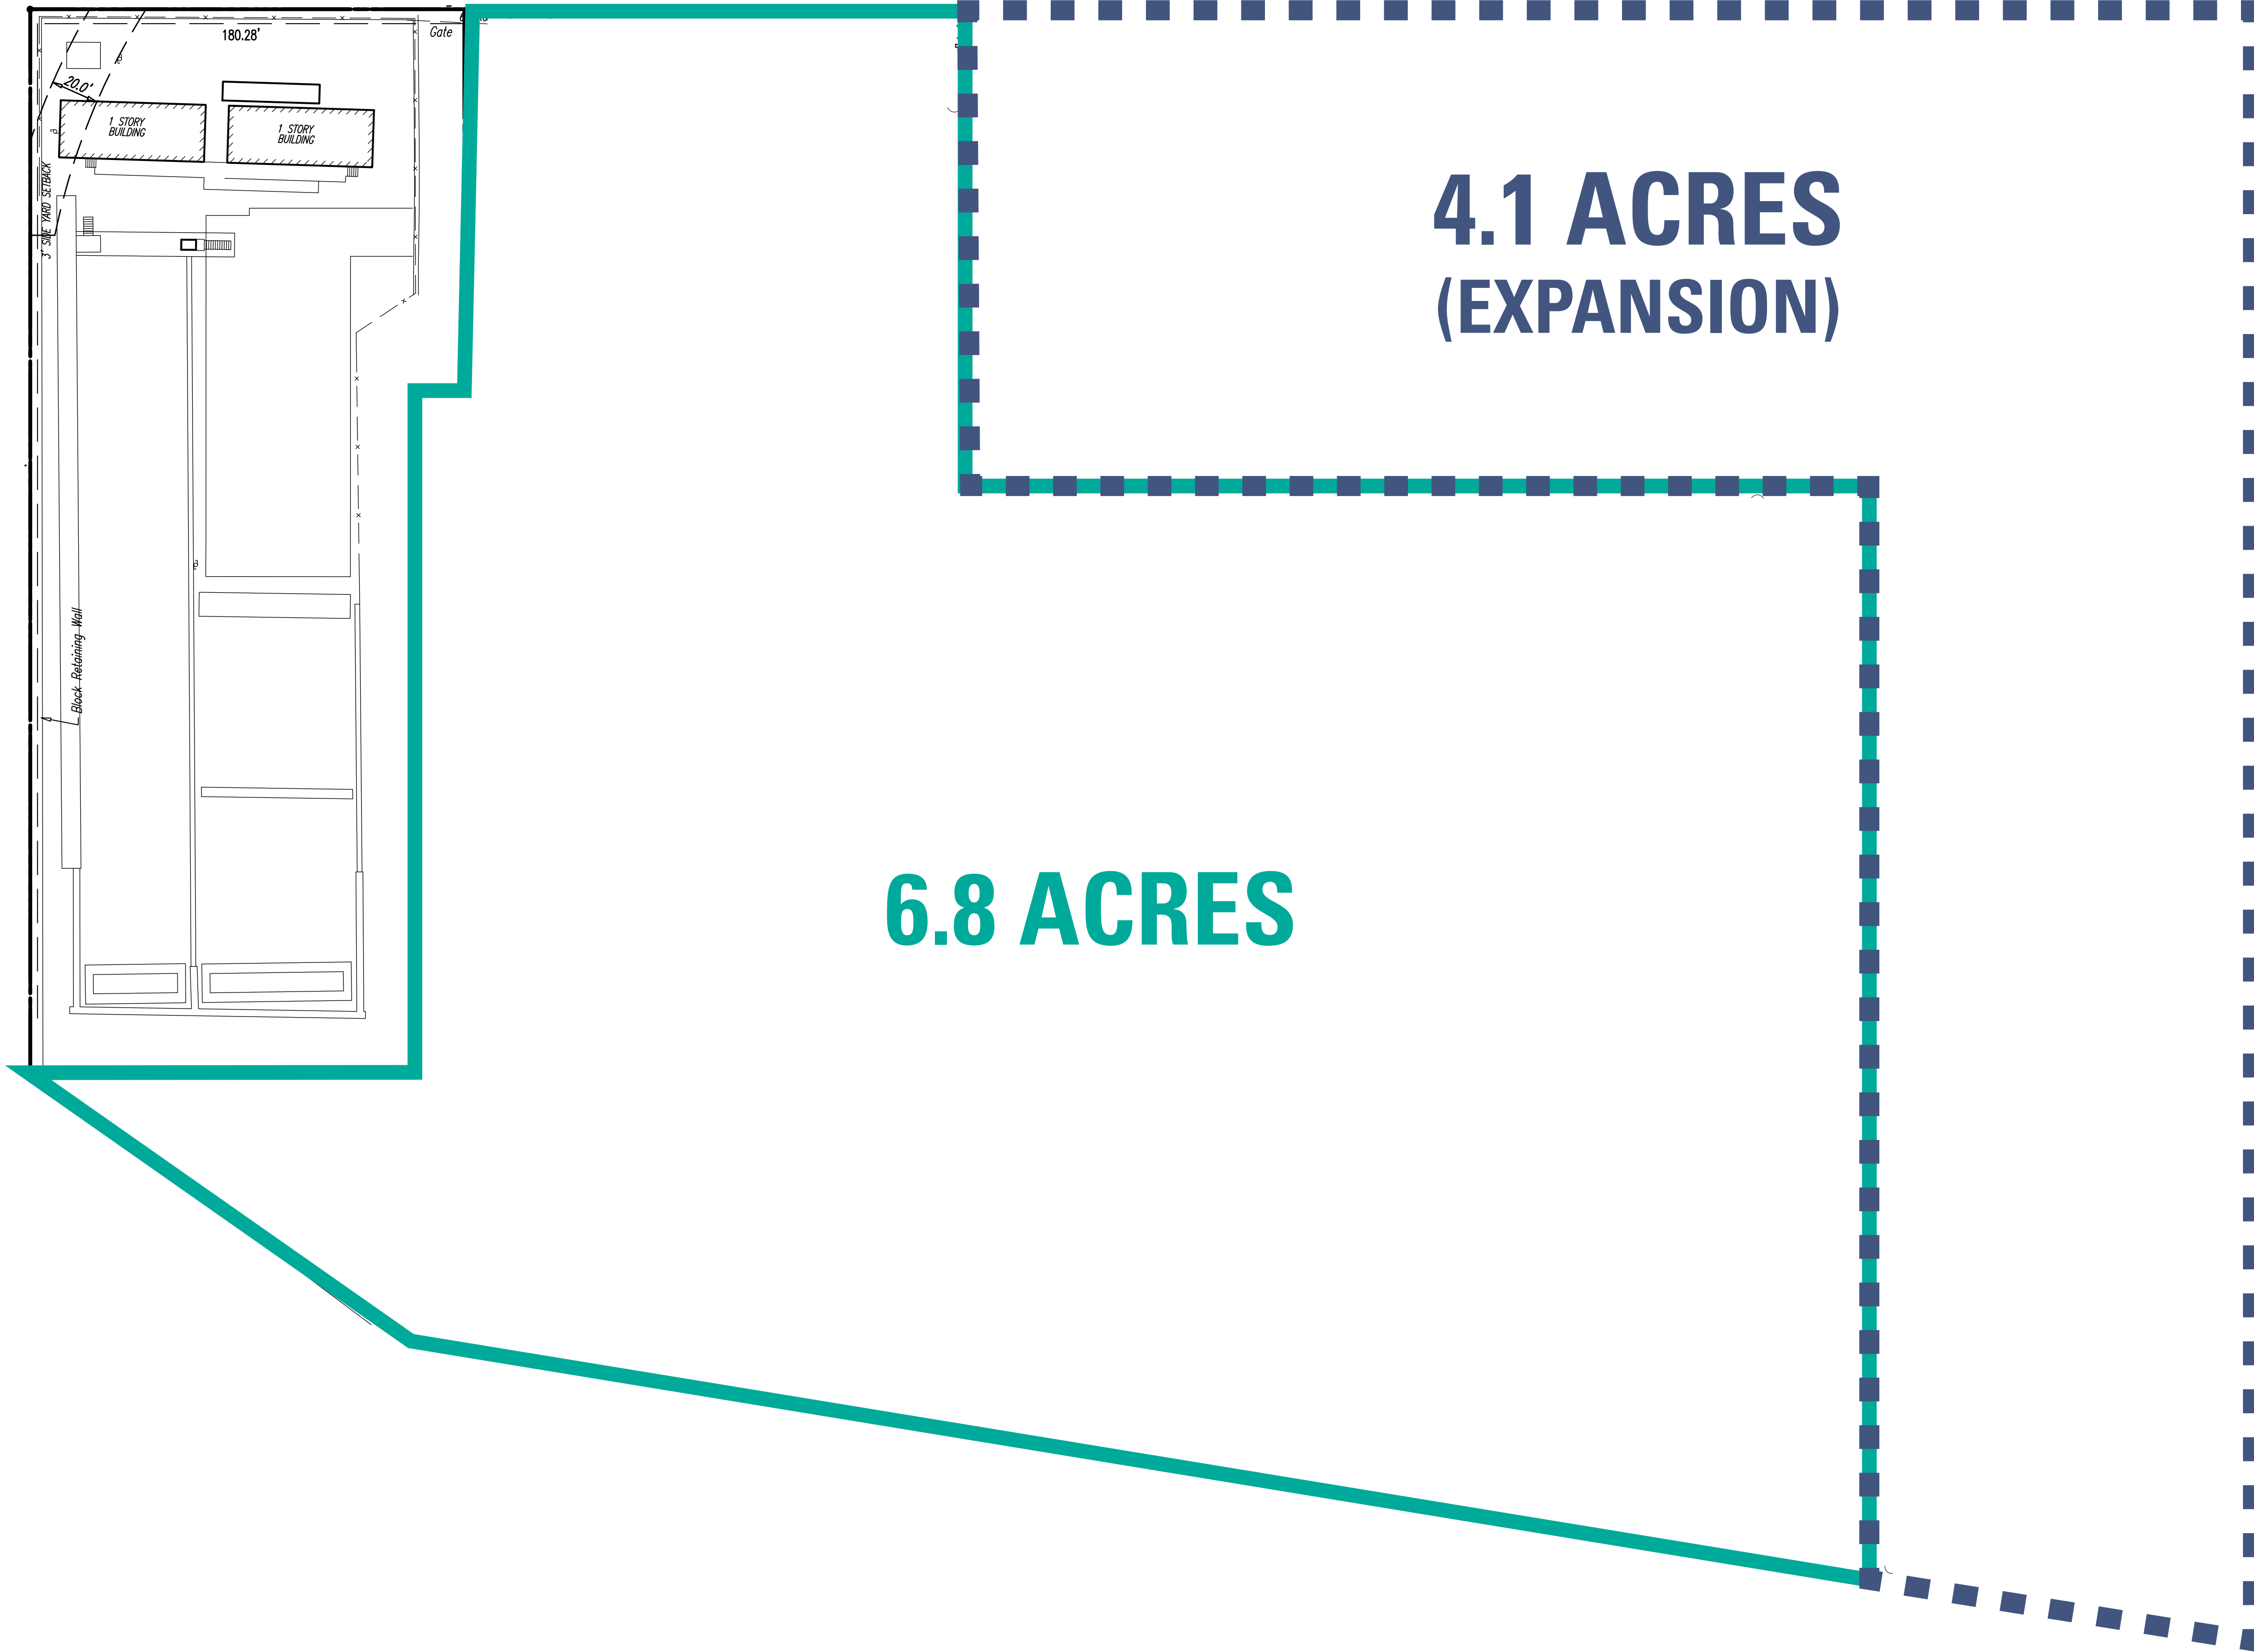 180.28'
Gate
20.0'
1 STORY
BUILDING
1 STORY
BUILDING
3' SIDE YARD SETBACK
4.1 ACRES
(EXPANSION)
Block Retaining Wall
6.8 ACRES